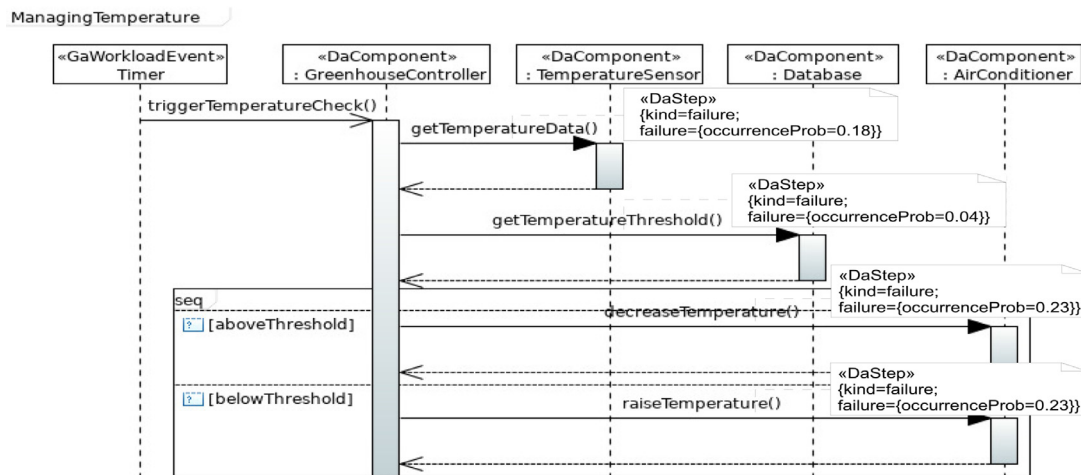 ManagingTemperature
«GaWorkloadEvent»
Timer
«DaComponent»
: GreenhouseController
«DaComponent»
: TemperatureSensor
«DaComponent»
: Database
«DaComponent»
: AirConditioner
triggerTemperatureCheck()
«DaStep»
{kind=failure;
failure={occurrenceProb=0.18}}
getTemperatureData()
«DaStep»
{kind=failure;
failure={occurrenceProb=0.04}}
getTemperatureThreshold()
«DaStep»
{kind=failure;
failure={occurrenceProb=0.23}}
seq
decreaseTemperature()
? [aboveThreshold]
«DaStep»
{kind=failure;
failure={occurrenceProb=0.23}}
? [belowThreshold]
raiseTemperature()